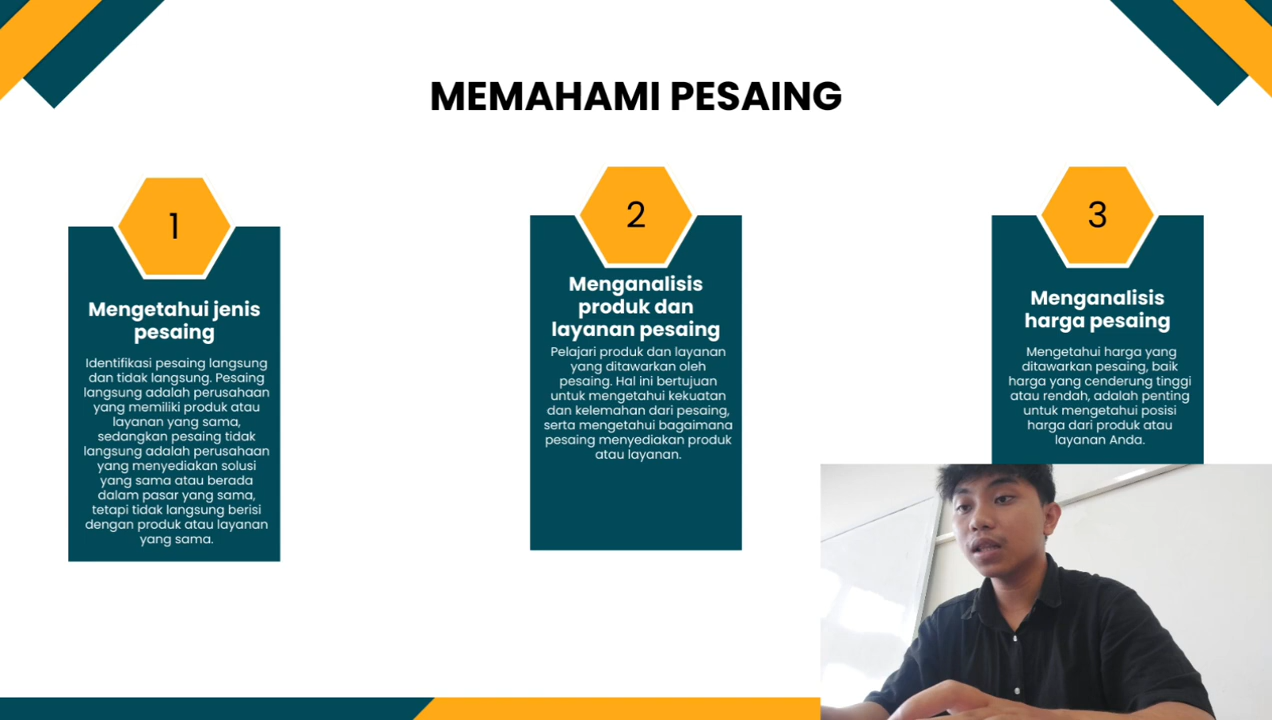 MEMAHAMI PESAING
1
Mengetahui jenis
pesaing
Identifikasi pesaing langsung
dan tidak langsung. Pesaing
langsung adalah perusahaan
yang memiliki produk atau
layanan yang sama,
sedangkan pesaing tidak
langsung adalah perusahaan
yang menyediakan solusi
yang sama atau berada
dalam pasar yang sama,
tetapi tidak langsung berisi
dengan produk atau layanan
yang sama.
2
Menganalisis
produk dan
layanan pesaing
Pelajari produk dan layanan
yang ditawarkan oleh
pesaing. Hal ini bertujuan
untuk mengetahui kekuatan
dan kelemahan dari pesaing,
serta mengetahui bagaimana
pesaing menyediakan produk
atau layanan.
3
Menganalisis
harga pesaing
Mengetahui harga yang
ditawarkan pesaing, baik
harga yang cenderung tinggi
atau rendah, adalah penting
untuk mengetahui posisi
harga dari produk atau
layanan Anda.